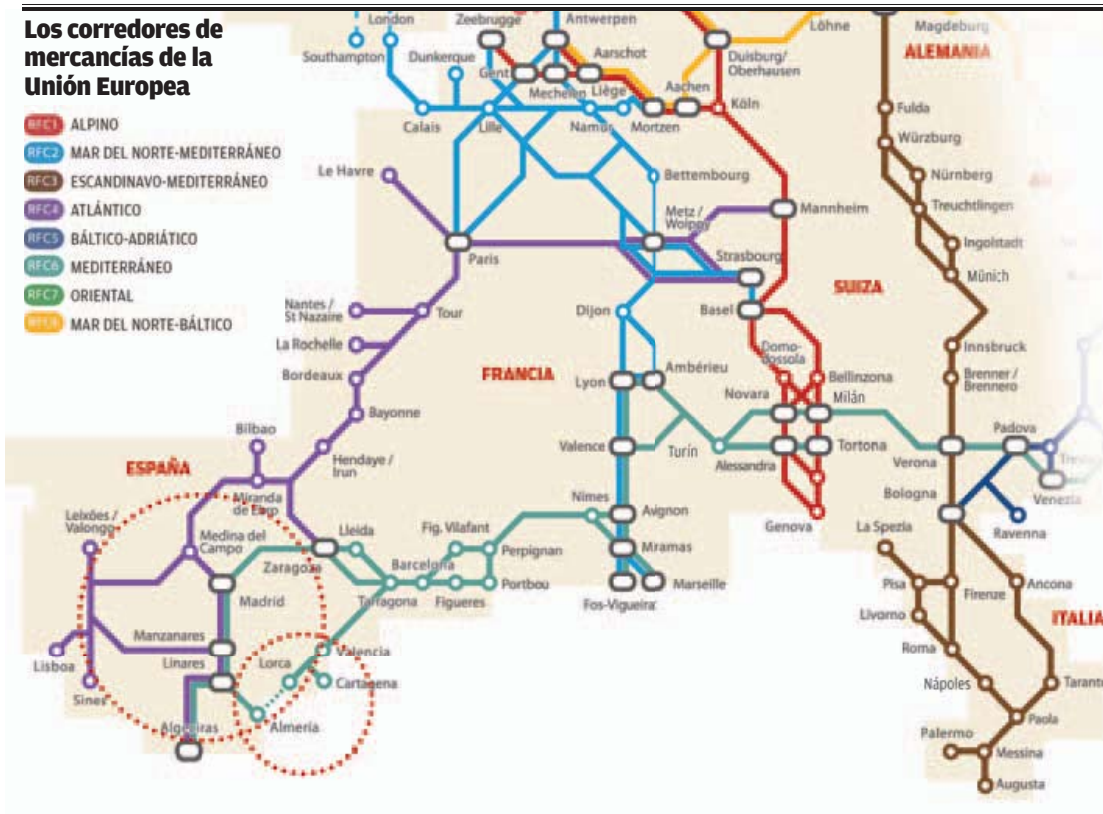 Los corredores de
mercancías de la
Unión Europea
RFC1 ALPINO
RFC2 MAR DEL NORTE-MEDITERRÁNEO
RFC3 ESCANDINAVO-MEDITERRÁNEO
RFC4 ATLÁNTICO
RFC5 BÁLTICO-ADRIÁTICO
RFC6 MEDITERRÁNEO
RFC7 ORIENTAL
MAR DEL NORTE-BÁLTICO
London
Zeebrugge
Antwerpen
Löhne
Magdeburg
Southampton
Dunkerque
Gent
Aarschot
Duisburg/
Oberhausen
ALEMANIA
Mechelen
Liège
Aachen
Calais
Lille
Namur
Mortzen
Köln
Fulda
Würzburg
Le Havre
Bettembourg
Nürnberg
Metz /
Woippy
Mannheim
Treuchtlingen
Paris
Strasbourg
Ingolstadt
Münich
SUIZA
Nantes /
St Nazaire
Tour
Dijon
Basel
La Rochelle
Domo-
dossola
Innsbruck
Bordeaux
FRANCIA
Lyon
Ambérieu
Bellinzona
Brenner /
Brennero
Bayonne
Novara
Milán
Bilbao
Valence
Turín
Alessandra
Tortona
Verona
Padova
ESPAÑA
Hendaye /
Irun
Miranda
de Ebro
Bologna
Venezia
Leixões /
Valongo
Nimes
Avignon
Genova
La Spezia
Ravenna
Medina del
Campo
Lleida
Fig. Vilafant
Zaragoza
Barcelona
Perpignan
Mramas
Madrid
Tarragona
Figueres
Portbou
Fos-Vigueira
Marseille
Pisa
Firenze
Ancona
Livorno
ITALIA
Manzanares
Lisboa
Linares
Lorca
Valencia
Roma
Sines
Cartagena
Nápoles
Tarant
Algeciras
Almería
Paola
Palermo
Messina
Augusta